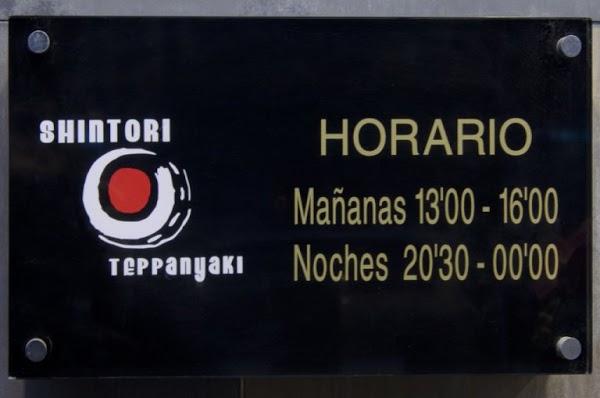 SHINTORI
TEPPANYAKI
HORARIO
Mañanas 13'00 - 16'00
Noches 20'30 - 00'00